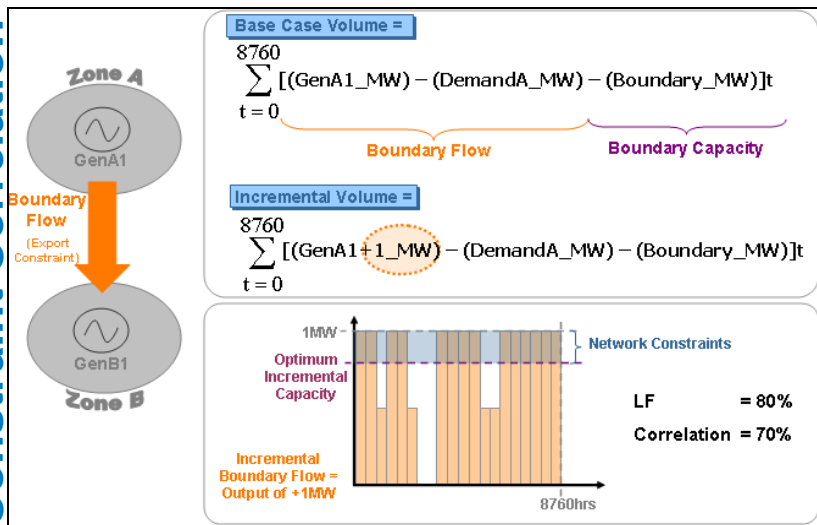 Zone A
GenA1
Boundary
Flow
(Export
Constraint)
GenB1
Zone B
Base Case Volume =
8760
∑ [(GenA1_MW) – (DemandA_MW) – (Boundary_MW)]t
t = 0
Boundary Flow
Boundary Capacity
Incremental Volume =
8760
∑ [(GenA1+1_MW) – (DemandA_MW) – (Boundary_MW)]t
t = 0
1MW
Optimum
Incremental
Capacity
Network Constraints
LF = 80%
Correlation = 70%
Incremental
Boundary Flow =
Output of +1MW
8760hrs